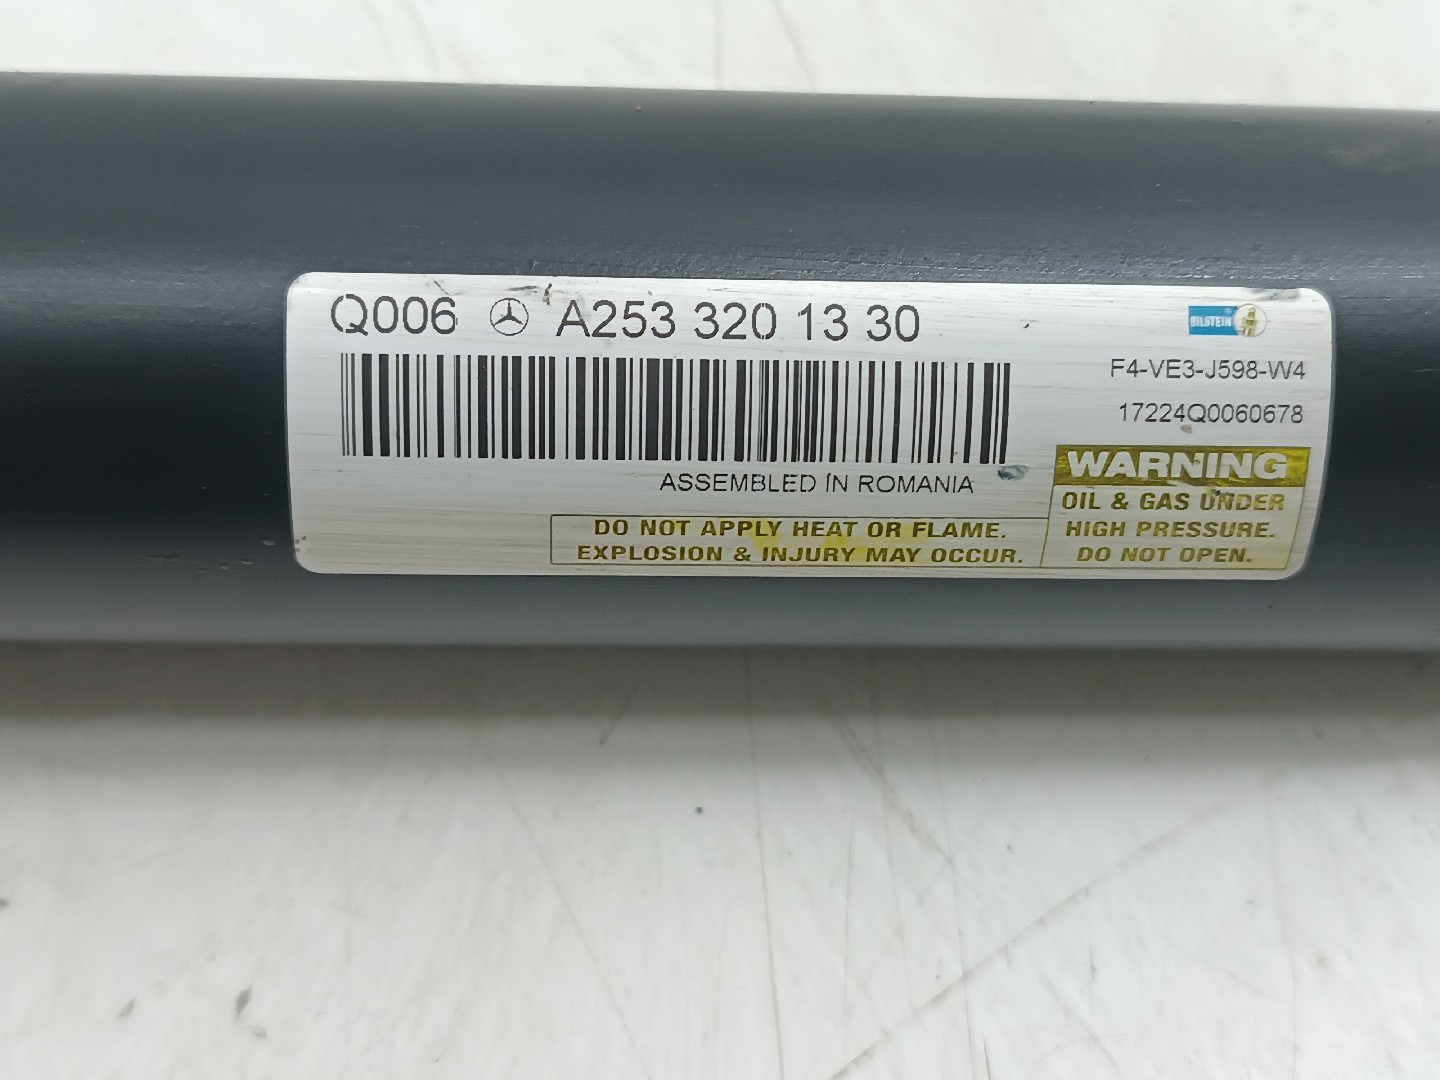 Q006 A253 320 13 30
BILSTEIN
F4-VE3-J598-W4
17224Q0060678
ASSEMBLED IN ROMANIA
WARNING
OIL & GAS UNDER
HIGH PRESSURE.
DO NOT OPEN.
DO NOT APPLY HEAT OR FLAME.
EXPLOSION & INJURY MAY OCCUR.